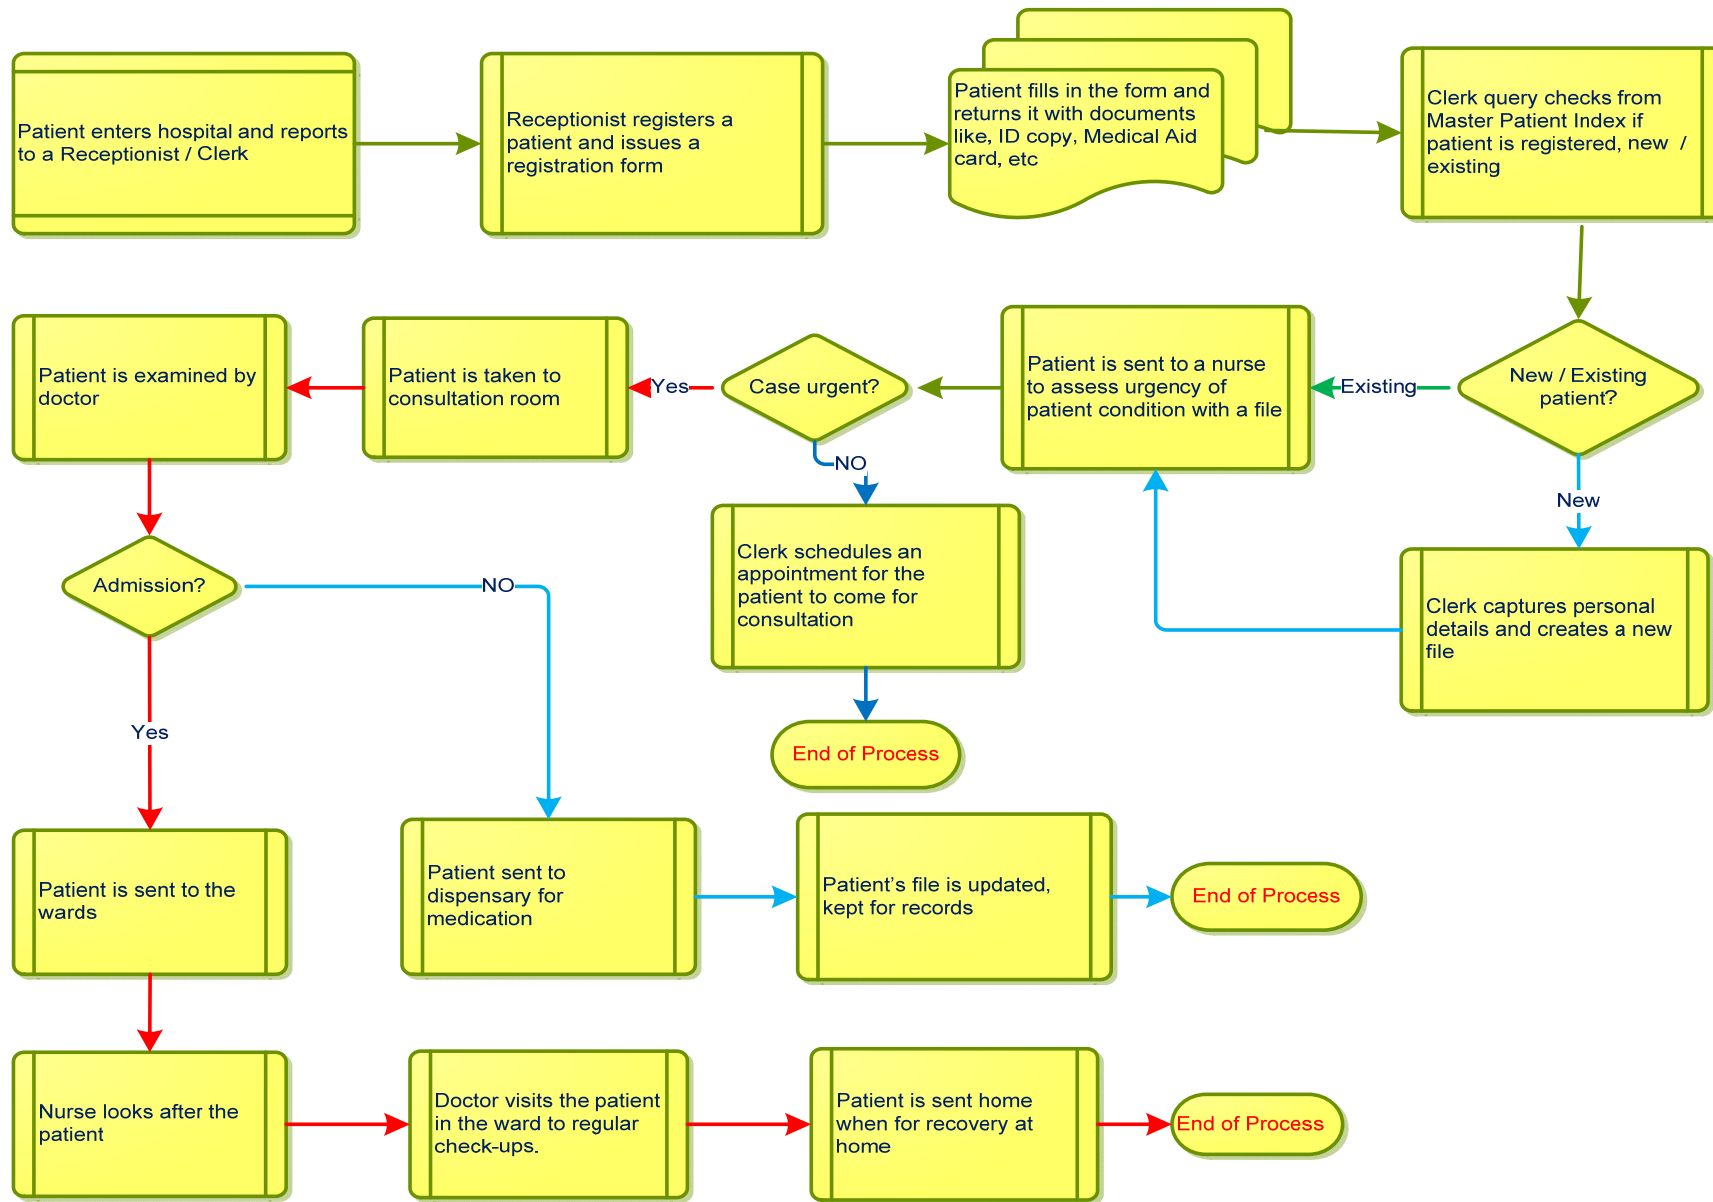 Patient enters hospital and reports
to a Receptionist / Clerk
Receptionist registers a
patient and issues a
registration form
Patient fills in the form and
returns it with documents
like, ID copy, Medical Aid
card, etc
Clerk query checks from
Master Patient Index if
patient is registered, new /
existing
New / Existing
patient?
Existing
New
Clerk captures personal
details and creates a new
file
Patient is sent to a nurse
to assess urgency of
patient condition with a file
Case urgent?
Yes
NO
Clerk schedules an
appointment for the
patient to come for
consultation
End of Process
Patient is taken to
consultation room
Patient is examined by
doctor
Admission?
NO
Yes
Patient sent to
dispensary for
medication
Patient's file is updated,
kept for records
End of Process
Patient is sent to the
wards
Nurse looks after the
patient
Doctor visits the patient
in the ward to regular
check-ups.
Patient is sent home
when for recovery at
home
End of Process